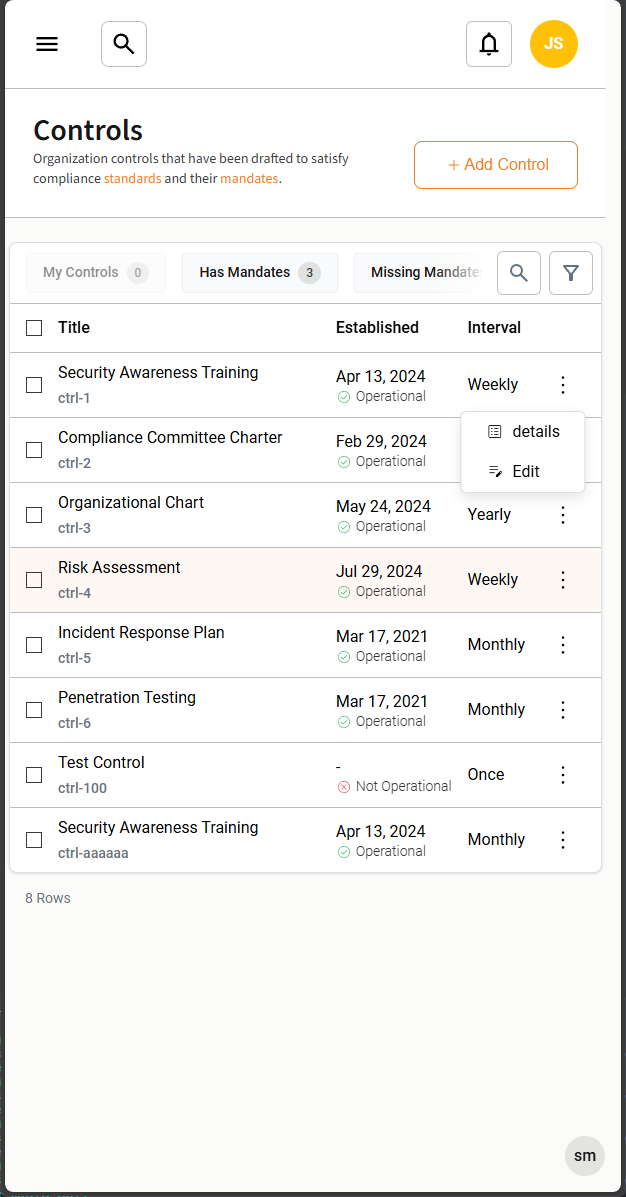 JS
Controls
Organization controls that have been drafted to satisfy
compliance standards and their mandates.
+ Add Control
My Controls 0 Has Mandates 3 Missing Mandate
Title Established Interval
Security Awareness Training
ctrl-1
Apr 13, 2024
Operational
Weekly
details
Edit
Compliance Committee Charter
ctrl-2
Feb 29, 2024
Operational
Organizational Chart
ctrl-3
May 24, 2024
Operational
Yearly
Risk Assessment
ctrl-4
Jul 29, 2024
Operational
Weekly
Incident Response Plan
ctrl-5
Mar 17, 2021
Operational
Monthly
Penetration Testing
ctrl-6
Mar 17, 2021
Operational
Monthly
Test Control
ctrl-100
-
Not Operational
Once
Security Awareness Training
ctrl-aaaaaa
Apr 13, 2024
Operational
Monthly
8 Rows
sm